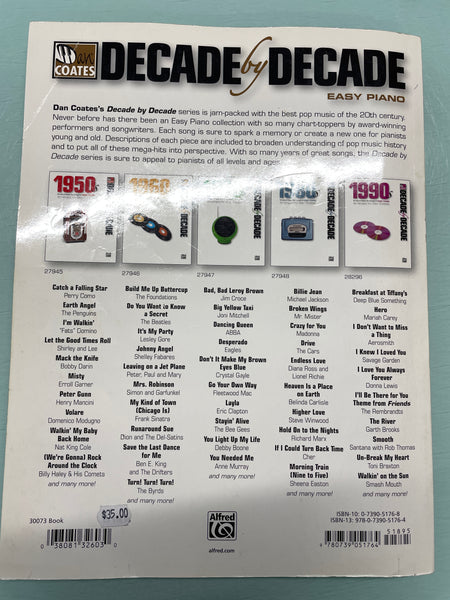 Dan
COATES
DECADE by DECADE
EASY PIANO
Dan Coates's Decade by Decade series is jam-packed with the best pop music of the 20th century.
Never before has there been an Easy Piano collection with so many chart-toppers by award-winning
performers and songwriters. Each song is sure to spark a memory or create a new one for pianists
young and old. Descriptions of each piece are included to broaden understanding of pop music history
and to put all of these mega-hits into perspective. With so many years of great songs, the Decade by
Decade series is sure to appeal to pianists of all levels and ages
1950s
1990s
27945
27946
27947
27948
28296
Catch a Falling Star
Perry Como
Earth Angel
The Penguins
I'm Walkin'
"Fats" Domino
Let the Good Times Roll
Shirley and Lee
Mack the Knife
Bobby Darin
Misty
Erroll Garner
Peter Gunn
Henry Mancini
Volare
Domenico Modugno
Walkin' My Baby
Back Home
Nat King Cole
(We're Gonna) Rock
Around the Clock
Billy Haley & His Comets
and many more!
Build Me Up Buttercup
The Foundations
Do You Want to Know
a Secret
The Beatles
It's My Party
Lesley Gore
Johnny Angel
Shelley Fabares
Leaving on a Jet Plane
Peter, Paul and Mary
Mrs. Robinson
Simon and Garfunkel
My Kind of Town
(Chicago Is)
Frank Sinatra
Runaround Sue
Dion and The Del-Satins
Save the Last Dance
for Me
Ben E. King
and The Drifters
Turn! Turn! Turn!
The Byrds
and many more!
Bad, Bad Leroy Brown
Jim Croce
Big Yellow Taxi
Joni Mitchell
Dancing Queen
ABBA
Desperado
Eagles
Don't It Make My Brown
Eyes Blue
Crystal Gayle
Go Your Own Way
Fleetwood Mac
Layla
Eric Clapton
Stayin' Alive
The Bee Gees
You Light Up My Life
Debby Boone
You Needed Me
Anne Murray
and many more!
Billie Jean
Michael Jackson
Broken Wings
Mr. Mister
Crazy for You
Madonna
Drive
The Cars
Endless Love
Diana Ross and
Lionel Richie
Heaven Is a Place
on Earth
Belinda Carlisle
Higher Love
Steve Winwood
Hold On to the Nights
Richard Marx
If I Could Turn Back Time
Cher
Morning Train
(Nine to Five)
Sheena Easton
and many more!
Breakfast at Tiffany's
Deep Blue Something
Hero
Mariah Carey
I Don't Want to Miss
a Thing
Aerosmith
I Knew I Loved You
Savage Garden
I Love You Always
Forever
Donna Lewis
I'll Be There for You
Theme from Friends
The Rembrandts
The River
Garth Brooks
Smooth
Santana with Rob Thomas
Un-Break My Heart
Toni Braxton
Walkin' on the Sun
Smash Mouth
and many more!
30073 Book
$35.00
0 38081 32603 0
Alfred
alfred.com
ISBN-10: 0-7390-5176-8
ISBN-13: 978-0-7390-5176-4
51895
9 780739 051764